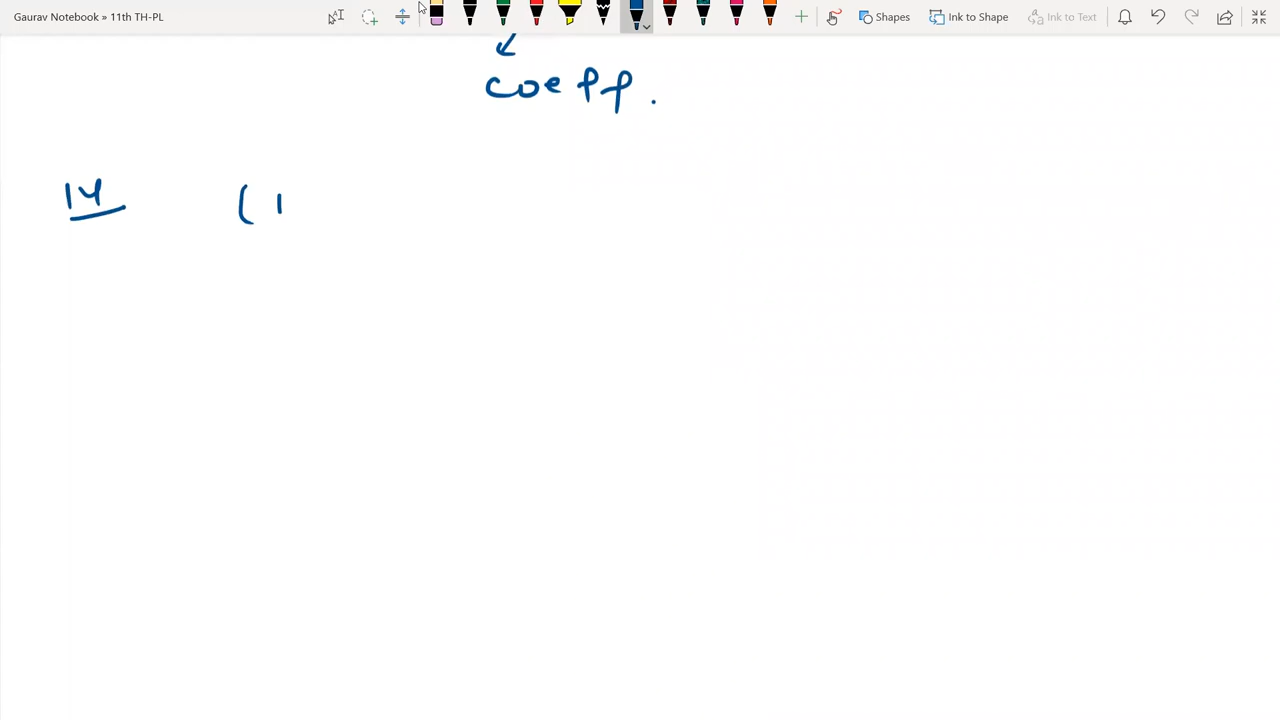 Gaurav Notebook » 11th TH-PL
Shapes
Ink to Shape
Ink to Text
coeff.
14 ( 1